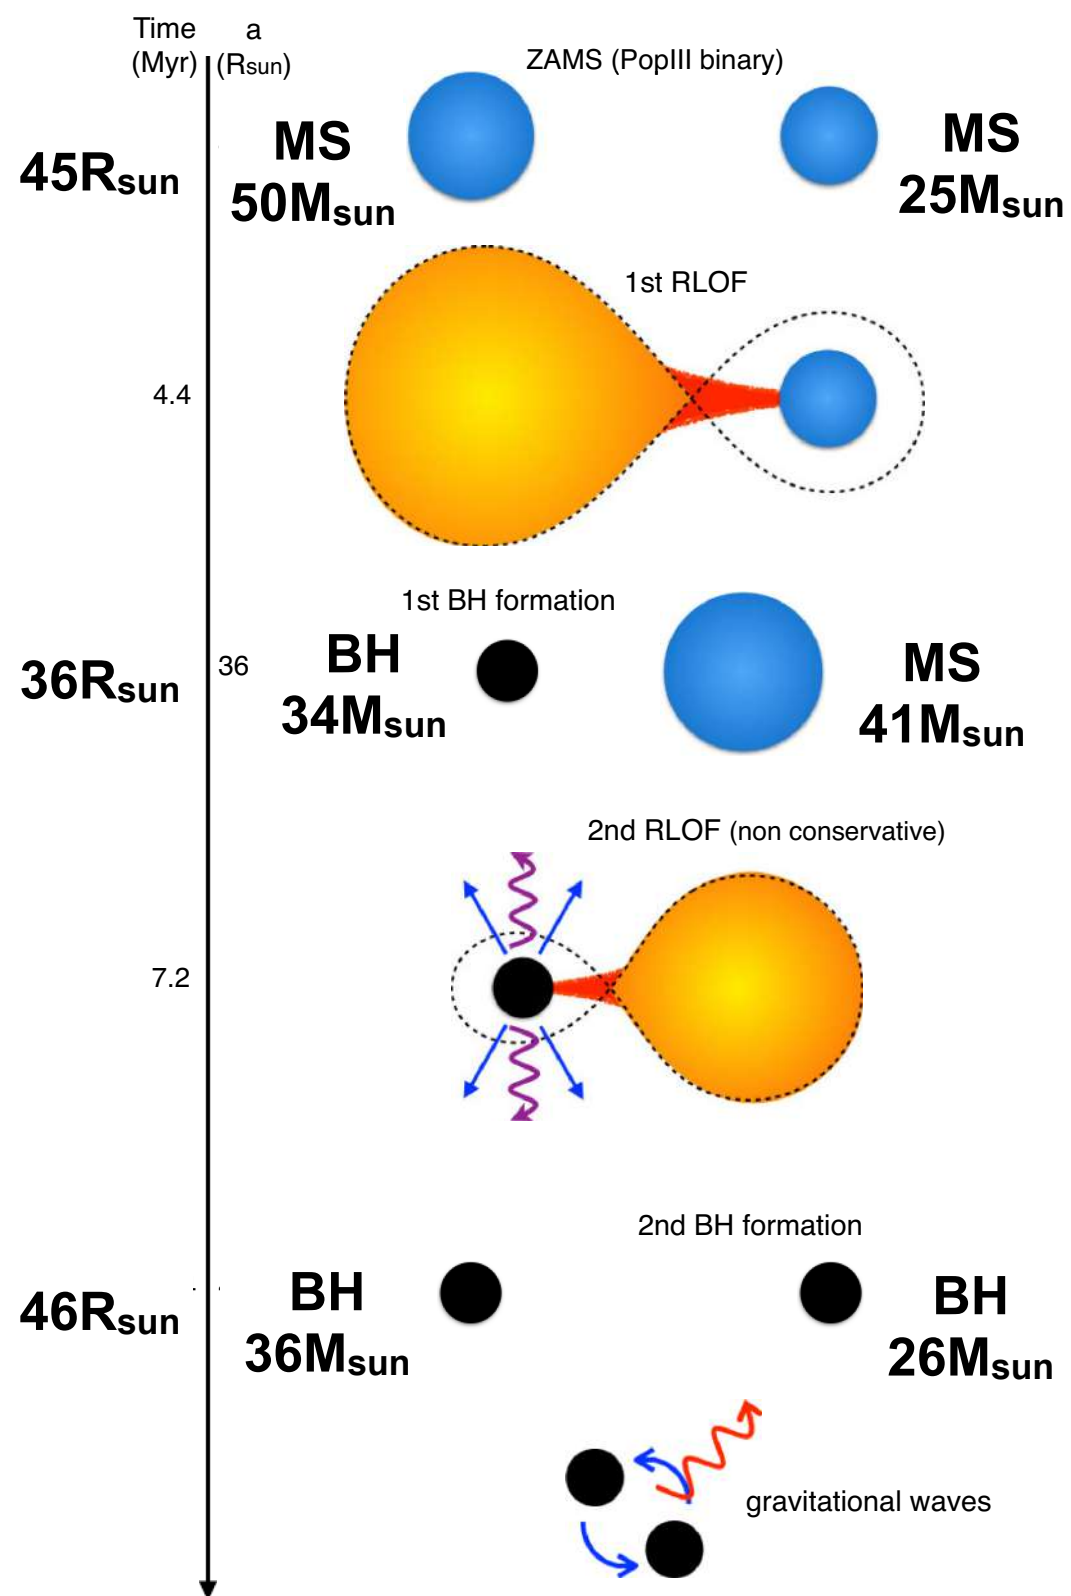 Time
(Myr)
a
(Rsun)
ZAMS (PopIII binary)
45Rsun
MS
50Msun
MS
25Msun
1st RLOF
4.4
1st BH formation
36Rsun
36
BH
34Msun
MS
41Msun
2nd RLOF (non conservative)
7.2
2nd BH formation
46Rsun
BH
36Msun
BH
26Msun
gravitational waves